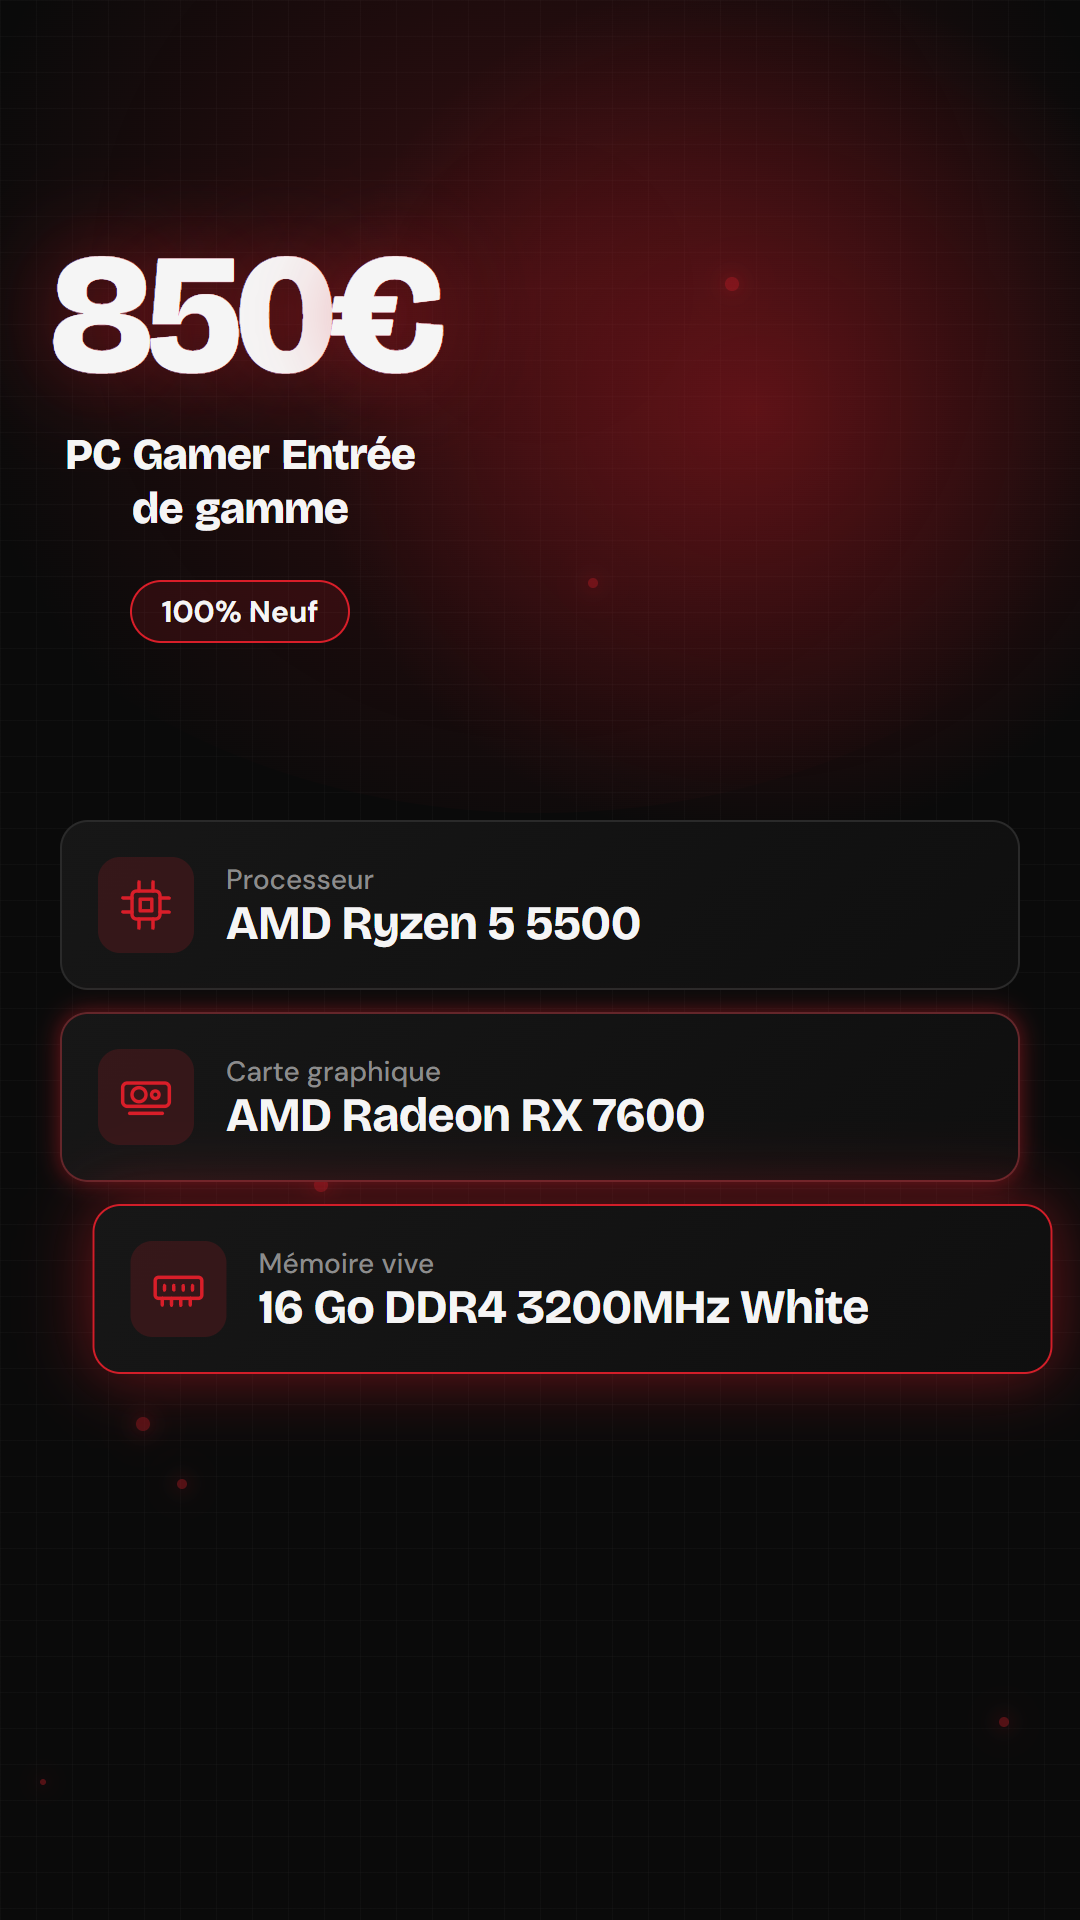 850€
PC Gamer Entrée
de gamme
100% Neuf
Processeur
AMD Ryzen 5 5500
Carte graphique
AMD Radeon RX 7600
Mémoire vive
16 Go DDR4 3200MHz White